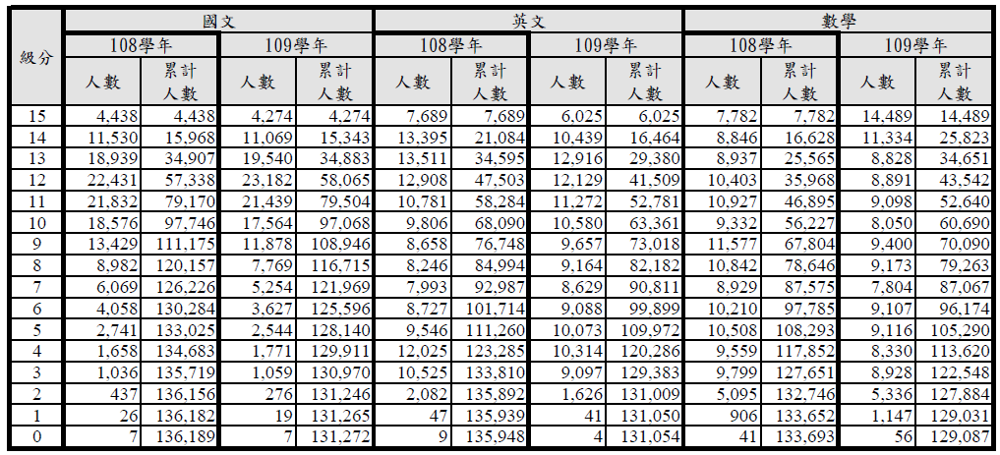 國文 英文 數學
級分 108學年 109學年 108學年 109學年 108學年 109學年
人數 累計人數 人數 累計人數 人數 累計人數 人數 累計人數 人數 累計人數 人數 累計人數
15 4,438 4,438 4,274 4,274 7,689 7,689 6,025 6,025 7,782 7,782 14,489 14,489
14 11,530 15,968 11,069 15,343 13,395 21,084 10,439 16,464 8,846 16,628 11,334 25,823
13 18,939 34,907 19,540 34,883 13,511 34,595 12,916 29,380 8,937 25,565 8,828 34,651
12 22,431 57,338 23,182 58,065 12,908 47,503 12,129 41,509 10,403 35,968 8,891 43,542
11 21,832 79,170 21,439 79,504 10,781 58,284 11,272 52,781 10,927 46,895 9,098 52,640
10 18,576 97,746 17,564 97,068 9,806 68,090 10,580 63,361 9,332 56,227 8,050 60,690
9 13,429 111,175 11,878 108,946 8,658 76,748 9,657 73,018 11,577 67,804 9,400 70,090
8 8,982 120,157 7,769 116,715 8,246 84,994 9,164 82,182 10,842 78,646 9,173 79,263
7 6,069 126,226 5,254 121,969 7,993 92,987 8,629 90,811 8,929 87,575 7,804 87,067
6 4,058 130,284 3,627 125,596 8,727 101,714 9,088 99,899 10,210 97,785 9,107 96,174
5 2,741 133,025 2,544 128,140 9,546 111,260 10,073 109,972 10,508 108,293 9,116 105,290
4 1,658 134,683 1,771 129,911 12,025 123,285 10,314 120,286 9,559 117,852 8,330 113,620
3 1,036 135,719 1,059 130,970 10,525 133,810 9,097 129,383 9,799 127,651 8,928 122,548
2 437 136,156 276 131,246 2,082 135,892 1,626 131,009 5,095 132,746 5,336 127,884
1 26 136,182 19 131,265 47 135,939 41 131,050 906 133,652 1,147 129,031
0 7 136,189 7 131,272 9 135,948 4 131,054 41 133,693 56 129,087